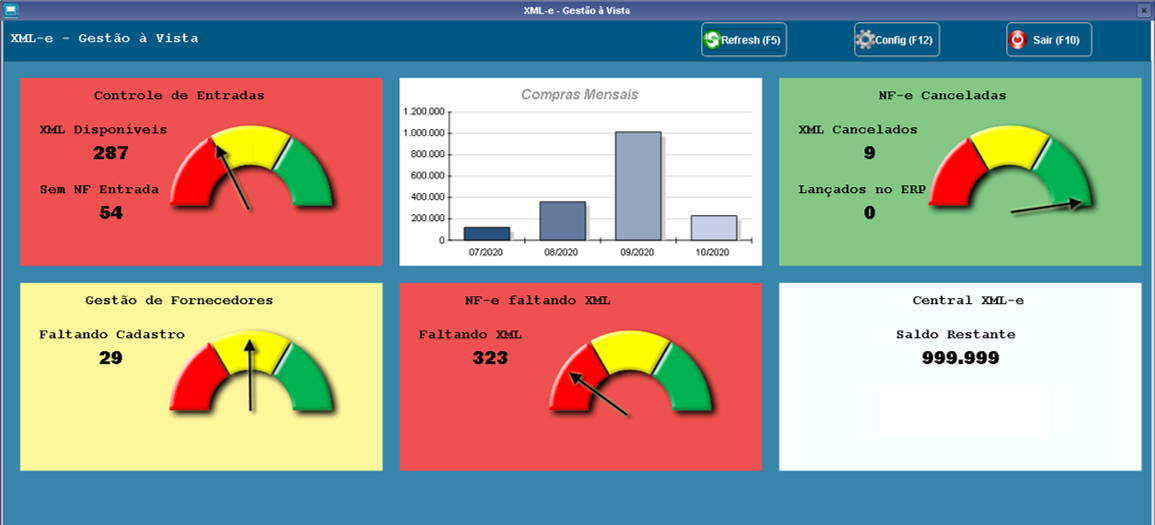 XML-e - Gestão à Vista
XML-e - Gestão à Vista
Refresh (F5)
Config (F12)
Sair (F10)
Controle de Entradas
XML Disponíveis
287
Sem NF Entrada
54
Compras Mensais
1.200.000
1.000.000
800.000
600.000
400.000
200.000
0
07/2020 08/2020 09/2020 10/2020
NF-e Canceladas
XML Cancelados
9
Lançados no ERP
0
Gestão de Fornecedores
Faltando Cadastro
29
NF-e faltando XML
Faltando XML
323
Central XML-e
Saldo Restante
999.999